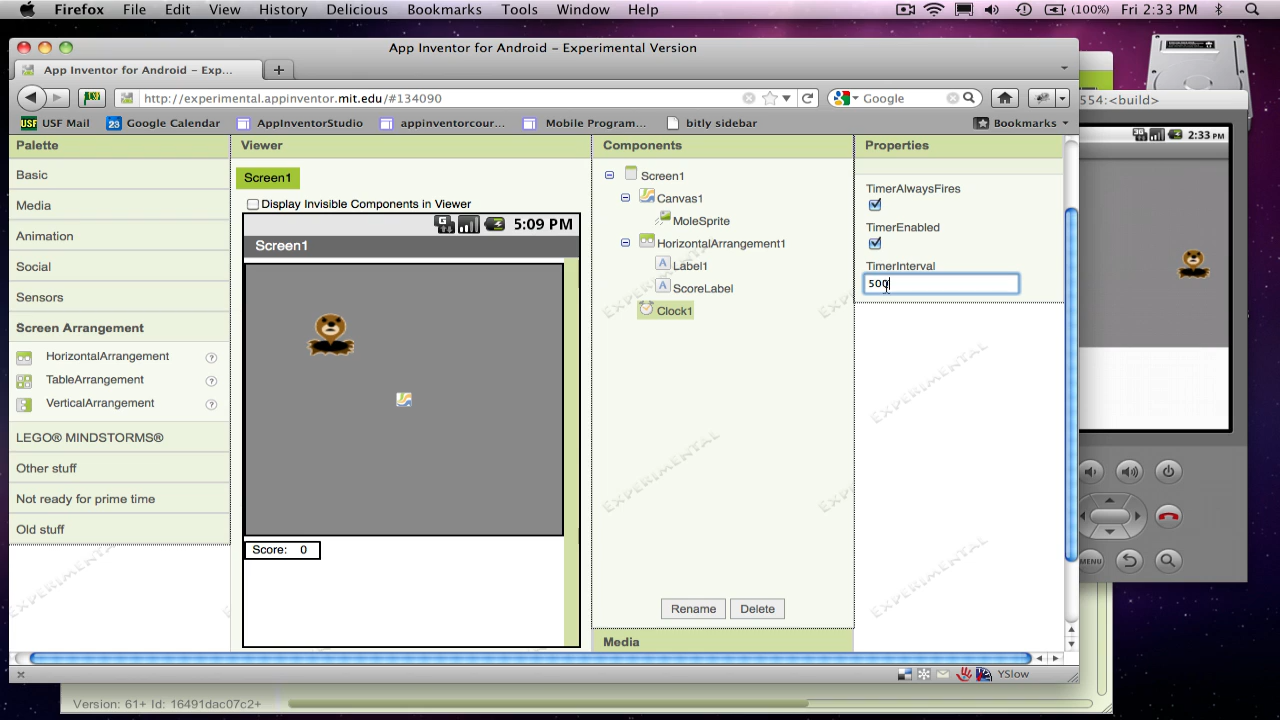 Firefox File Edit View History Delicious Bookmarks Tools Window Help (100%) Fri 2:33 PM
App Inventor for Android – Experimental Version
App Inventor for Android – Exp...
554:<build>
http://experimental.appinventor.mit.edu/#134090
Google
USF Mail
23 Google Calendar
AppInventorStudio
appinventorcour...
Mobile Program...
bitly sidebar
Bookmarks
2:33 PM
Palette
Basic
Media
Animation
Social
Sensors
Screen Arrangement
HorizontalArrangement ?
TableArrangement ?
VerticalArrangement ?
LEGO® MINDSTORMS®
Other stuff
Not ready for prime time
Old stuff
Viewer
Screen1
Display Invisible Components in Viewer
5:09 PM
Screen1
Score: 0
Components
Screen1
Canvas1
MoleSprite
HorizontalArrangement1
A Label1
A ScoreLabel
Clock1
Rename
Delete
Media
Properties
TimerAlwaysFires
TimerEnabled
TimerInterval
500
EXPERIMENTAL
EXPERIMENTAL
EXPERIMENTAL
EXPERIMENTAL
MENU
YSlow
Version: 61+ Id: 16491dac07c2+